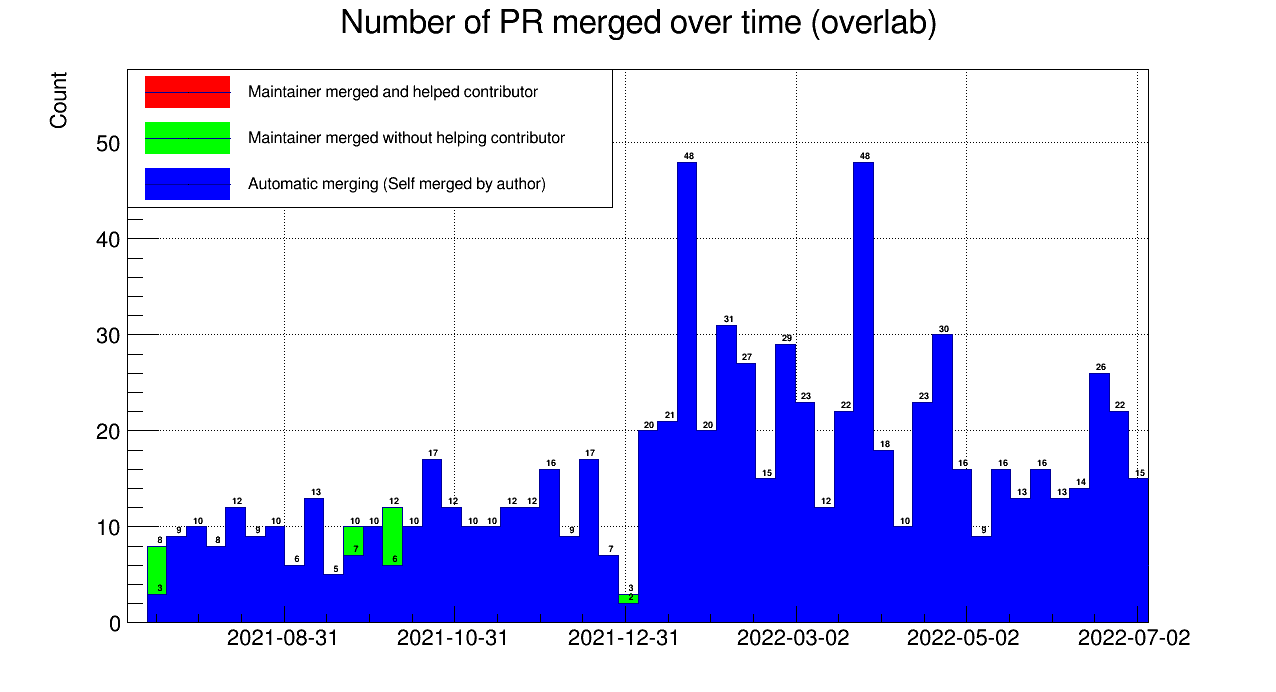 Number of PR merged over time (overlab)
Count
Maintainer merged and helped contributor
Maintainer merged without helping contributor
Automatic merging (Self merged by author)
50
40
30
20
10
0
8 9 10 8 12 9 10 6 13 5 10 10 12 10 17 12 10 10 12 12 16 9 17 7 3 20 21 48 20 31 27 15 29 23 12 22 48 18 10 23 30 16 9 16 13 16 13 14 26 22 15
3 7 6 2
2021-08-31 2021-10-31 2021-12-31 2022-03-02 2022-05-02 2022-07-02